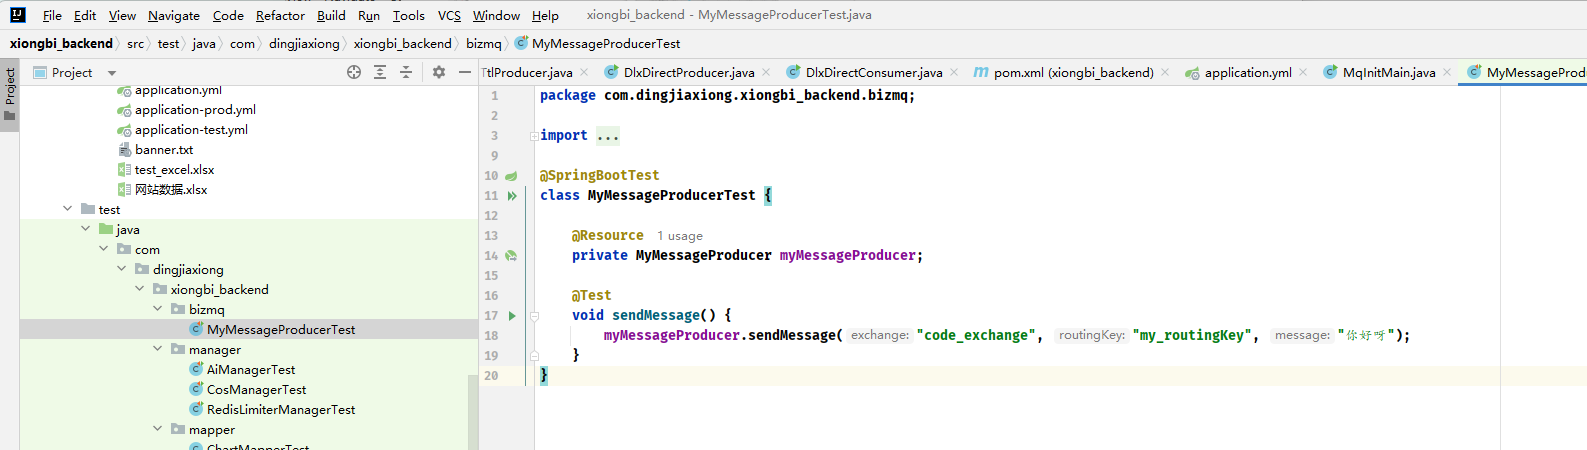 File Edit View Navigate Code Refactor Build Run Tools VCS Window Help xiongbi_backend - MyMessageProducerTest.java
xiongbi_backend src test java com dingjiaxiong xiongbi_backend bizmq MyMessageProducerTest
Project
Project
TtlProducer.java DlxDirectProducer.java DlxDirectConsumer.java pom.xml (xiongbi_backend) application.yml MqInitMain.java MyMessageProdu
application.yml
application-prod.yml
application-test.yml
banner.txt
test_excel.xlsx
网站数据.xlsx
test
java
com
dingjiaxiong
xiongbi_backend
bizmq
MyMessageProducerTest
manager
AiManagerTest
CosManagerTest
RedisLimiterManagerTest
mapper
ChartMapperTest
1 package com.dingjiaxiong.xiongbi_backend.bizmq;
2
3 import ...
9
10 @SpringBootTest
11 class MyMessageProducerTest {
12
13 @Resource 1 usage
14 private MyMessageProducer myMessageProducer;
15
16 @Test
17 void sendMessage() {
18 myMessageProducer.sendMessage( exchange: "code_exchange", routingKey: "my_routingKey", message: "你好呀");
19 }
20 }